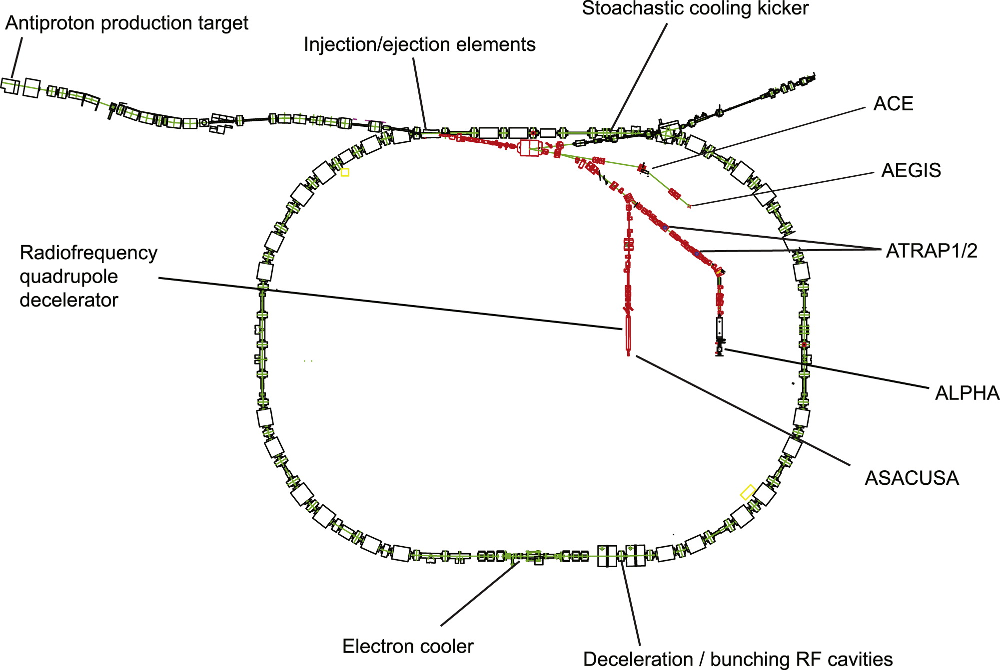 Stoachastic cooling kicker
Antiproton production target
Injection/ejection elements
ACE
AEGIS
ATRAP1/2
Radiofrequency
quadrupole
decelerator
ALPHA
ASACUSA
Electron cooler
Deceleration / bunching RF cavities